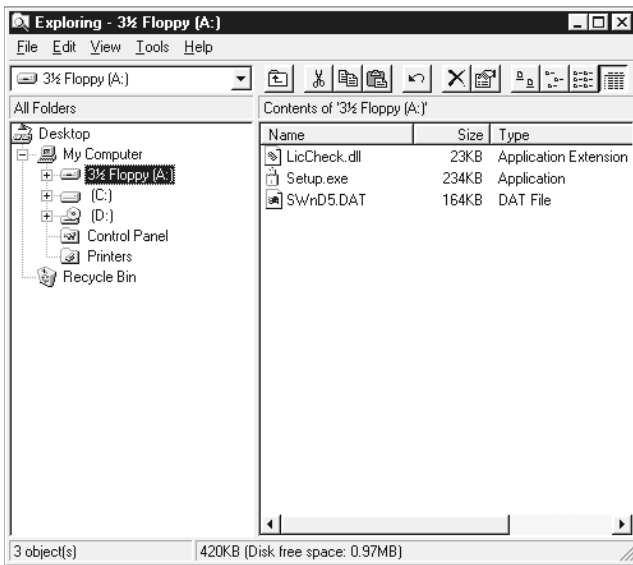 Exploring - 3½ Floppy (A:)
File Edit View Tools Help
3½ Floppy (A:)
All Folders
Contents of '3½ Floppy (A:)'
Desktop
My Computer
3½ Floppy (A:)
(C:)
(D:)
Control Panel
Printers
Recycle Bin
Name Size Type
LicCheck.dll 23KB Application Extension
Setup.exe 234KB Application
SWnD5.DAT 164KB DAT File
3 object(s)
420KB (Disk free space: 0.97MB)